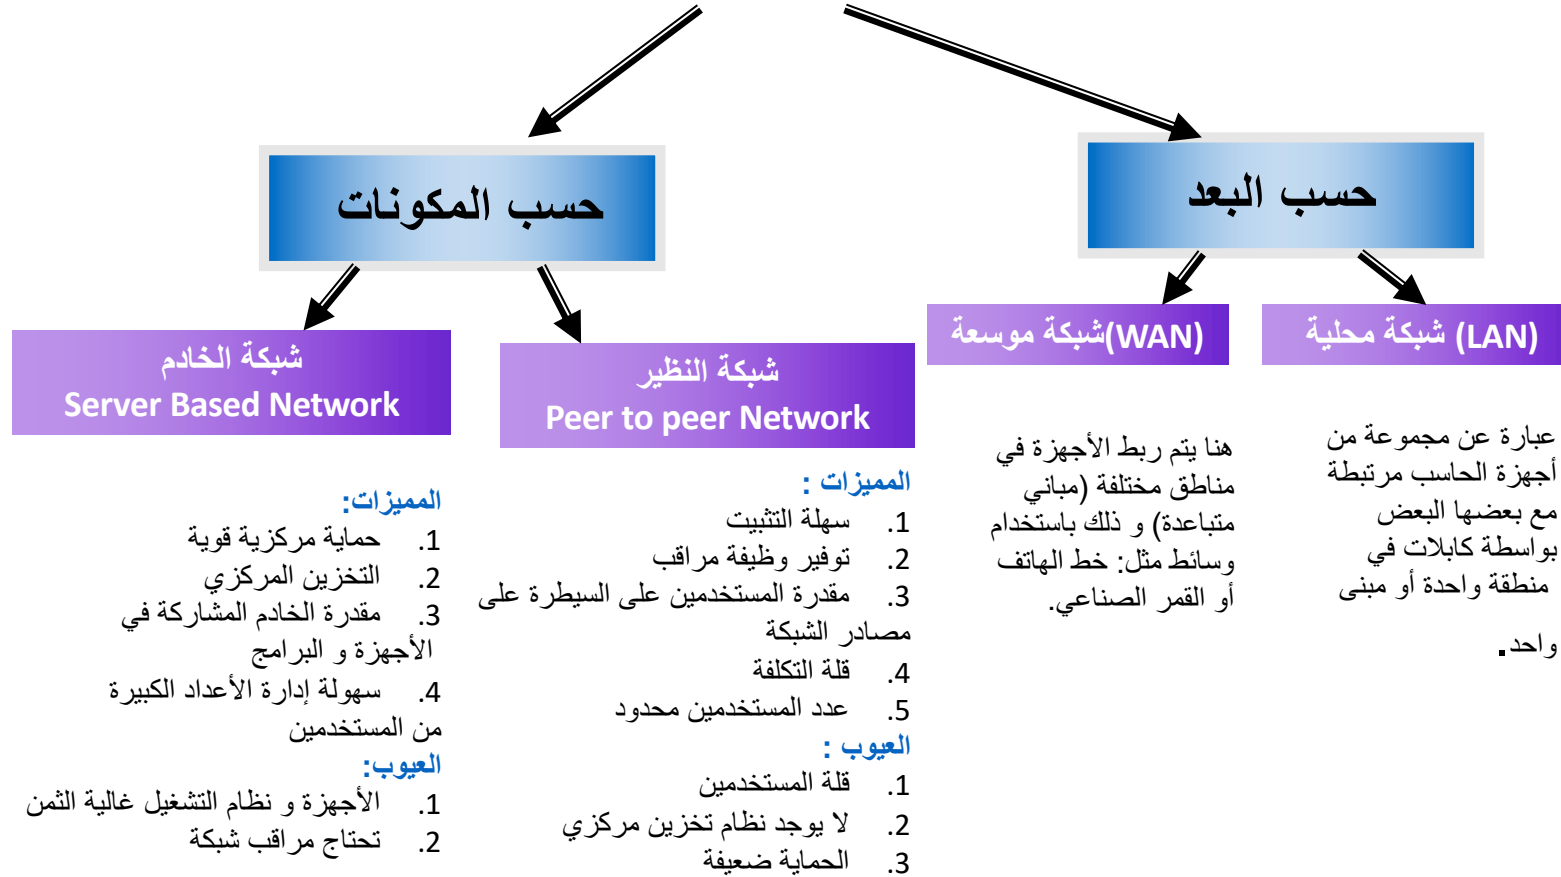 حسب البعد
حسب المكونات
(LAN) شبكة محلية
عبارة عن مجموعة من
أجهزة الحاسب مرتبطة
مع بعضها البعض
بواسطة كابلات في
منطقة واحدة أو مبنى
واحد.
(WAN)شبكة موسعة
هنا يتم ربط الأجهزة في
مناطق مختلفة (مباني
متباعدة) و ذلك باستخدام
وسائط مثل: خط الهاتف
أو القمر الصناعي.
شبكة النظير
Peer to peer Network
المميزات :
1. سهلة التثبيت
2. توفير وظيفة مراقب
3. مقدرة المستخدمين على السيطرة على
مصادر الشبكة
4. قلة التكلفة
5. عدد المستخدمين محدود
العيوب :
1. قلة المستخدمين
2. لا يوجد نظام تخزين مركزي
3. الحماية ضعيفة
شبكة الخادم
Server Based Network
المميزات:
1. حماية مركزية قوية
2. التخزين المركزي
3. مقدرة الخادم المشاركة في
الأجهزة و البرامج
4. سهولة إدارة الأعداد الكبيرة
من المستخدمين
العيوب:
1. الأجهزة و نظام التشغيل غالية الثمن
2. تحتاج مراقب شبكة